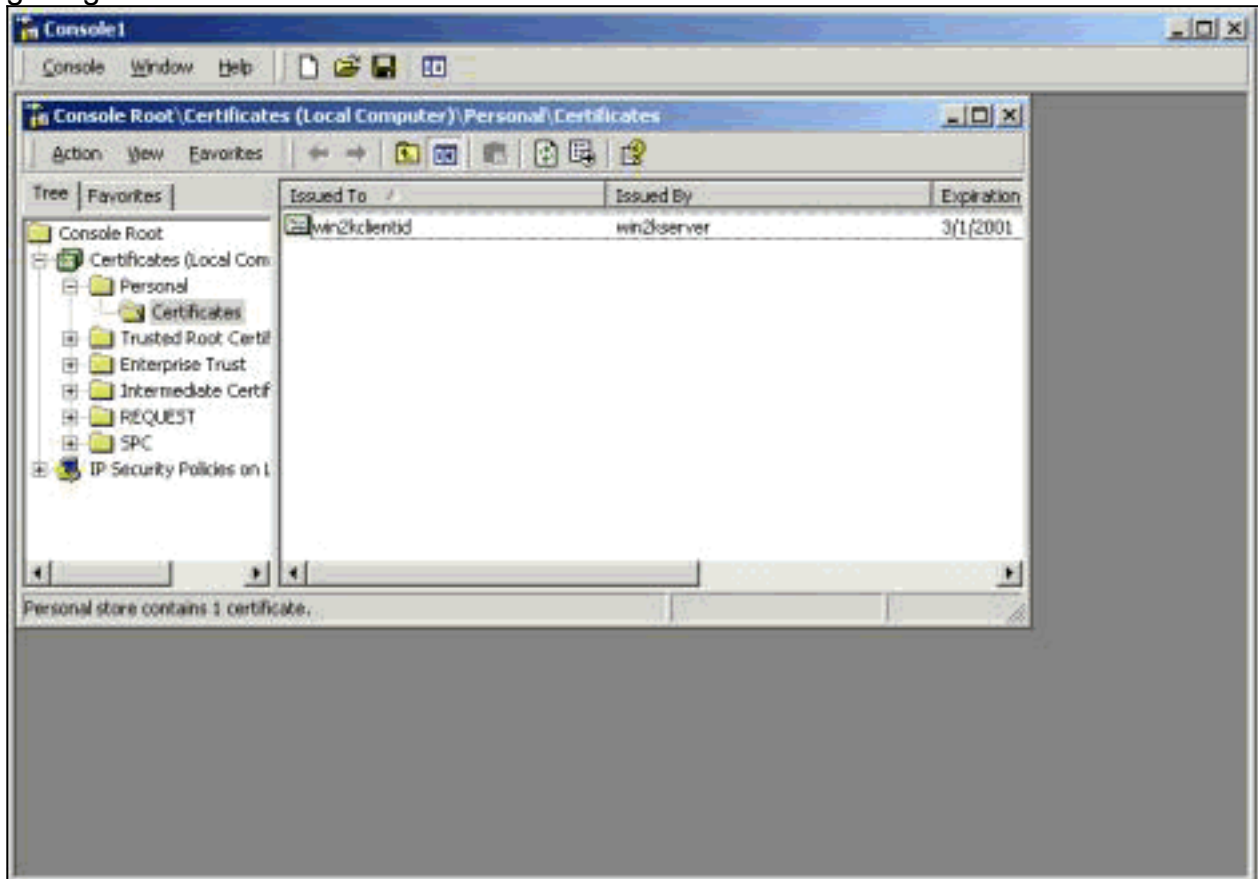 Console1
Console Window Help
Console Root\Certificates (Local Computer)\Personal\Certificates
Action View Favorites
Tree Favorites
Issued To Issued By Expiration
win2kclientid win2kserver 3/1/2001
Console Root
Certificates (Local Com
Personal
Certificates
Trusted Root Certif
Enterprise Trust
Intermediate Certif
REQUEST
SPC
IP Security Policies on L
Personal store contains 1 certificate.